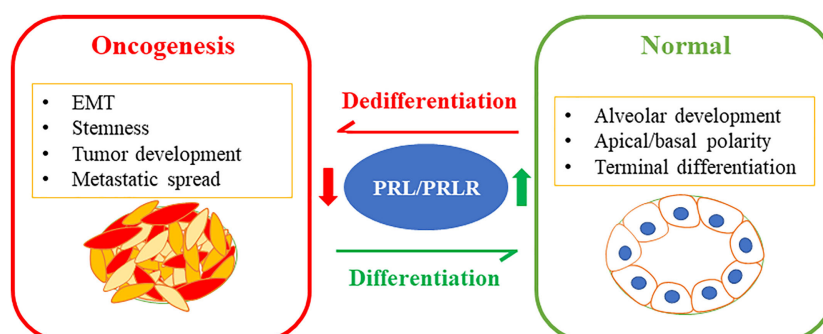 Oncogenesis
• EMT
• Stemness
• Tumor development
• Metastatic spread
Dedifferentiation
PRL/PRLR
Differentiation
Normal
• Alveolar development
• Apical/basal polarity
• Terminal differentiation